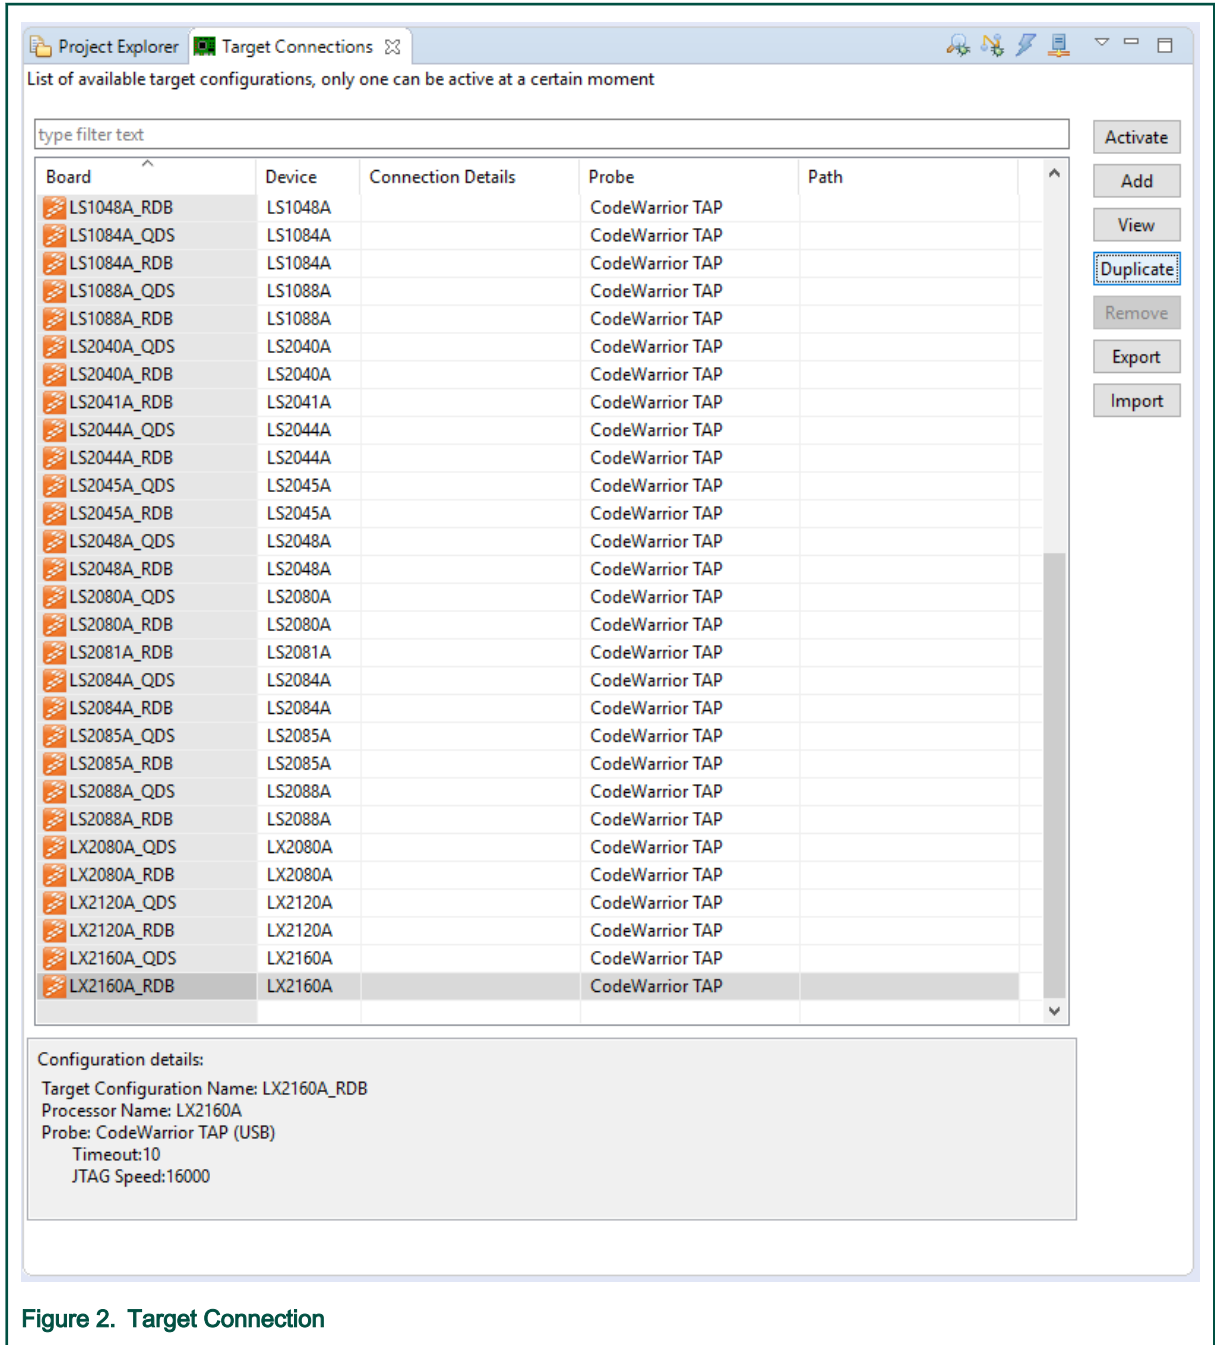 Project Explorer Target Connections
List of available target configurations, only one can be active at a certain moment
type filter text
Activate
Board Device Connection Details Probe Path
Add
LS1048A_RDB LS1048A CodeWarrior TAP
View
LS1084A_QDS LS1084A CodeWarrior TAP
LS1084A_RDB LS1084A CodeWarrior TAP
Duplicate
LS1088A_QDS LS1088A CodeWarrior TAP
LS1088A_RDB LS1088A CodeWarrior TAP
Remove
LS2040A_QDS LS2040A CodeWarrior TAP
Export
LS2040A_RDB LS2040A CodeWarrior TAP
LS2041A_RDB LS2041A CodeWarrior TAP
Import
LS2044A_QDS LS2044A CodeWarrior TAP
LS2044A_RDB LS2044A CodeWarrior TAP
LS2045A_QDS LS2045A CodeWarrior TAP
LS2045A_RDB LS2045A CodeWarrior TAP
LS2048A_QDS LS2048A CodeWarrior TAP
LS2048A_RDB LS2048A CodeWarrior TAP
LS2080A_QDS LS2080A CodeWarrior TAP
LS2080A_RDB LS2080A CodeWarrior TAP
LS2081A_RDB LS2081A CodeWarrior TAP
LS2084A_QDS LS2084A CodeWarrior TAP
LS2084A_RDB LS2084A CodeWarrior TAP
LS2085A_QDS LS2085A CodeWarrior TAP
LS2085A_RDB LS2085A CodeWarrior TAP
LS2088A_QDS LS2088A CodeWarrior TAP
LS2088A_RDB LS2088A CodeWarrior TAP
LX2080A_QDS LX2080A CodeWarrior TAP
LX2080A_RDB LX2080A CodeWarrior TAP
LX2120A_QDS LX2120A CodeWarrior TAP
LX2120A_RDB LX2120A CodeWarrior TAP
LX2160A_QDS LX2160A CodeWarrior TAP
LX2160A_RDB LX2160A CodeWarrior TAP
Configuration details:
Target Configuration Name: LX2160A_RDB
Processor Name: LX2160A
Probe: CodeWarrior TAP (USB)
Timeout:10
JTAG Speed:16000
Figure 2. Target Connection